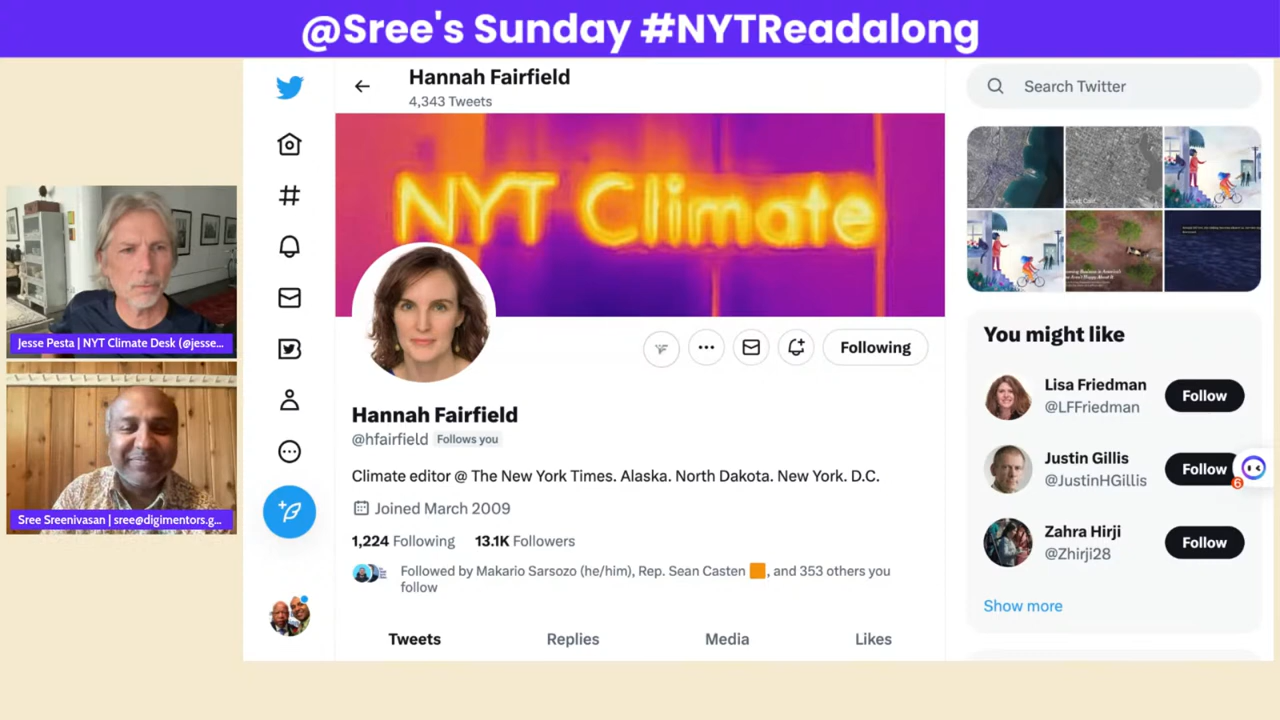 @Sree's Sunday #NYTReadalong
Jesse Pesta | NYT Climate Desk (@jesse...
Sree Sreenivasan | sree@digimentors.g...
Hannah Fairfield
4,343 Tweets
NYT Climate
Following
Hannah Fairfield
@hfairfield Follows you
Climate editor @ The New York Times. Alaska. North Dakota. New York. D.C.
Joined March 2009
1,224 Following 13.1K Followers
Followed by Makario Sarsozo (he/him), Rep. Sean Casten 🟧, and 353 others you
follow
Tweets Replies Media Likes
Search Twitter
You might like
Lisa Friedman
@LFFriedman
Follow
Justin Gillis
@JustinHGillis
Follow
6
Zahra Hirji
@Zhirji28
Follow
Show more